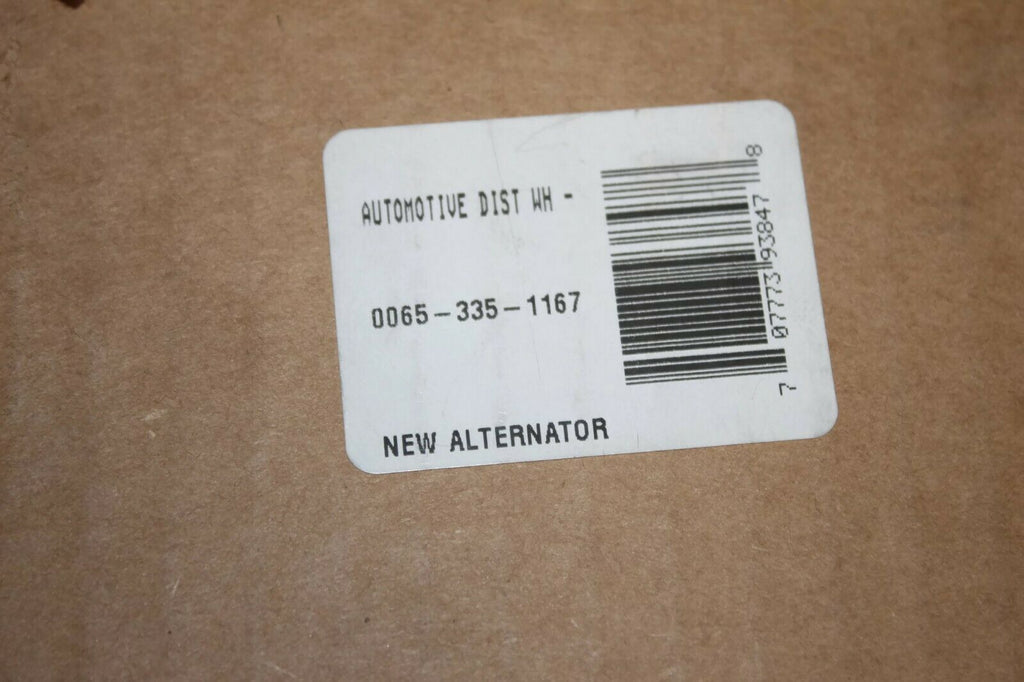 AUTOMOTIVE DIST WH -
0065-335-1167
NEW ALTERNATOR
7 07773 93847 8